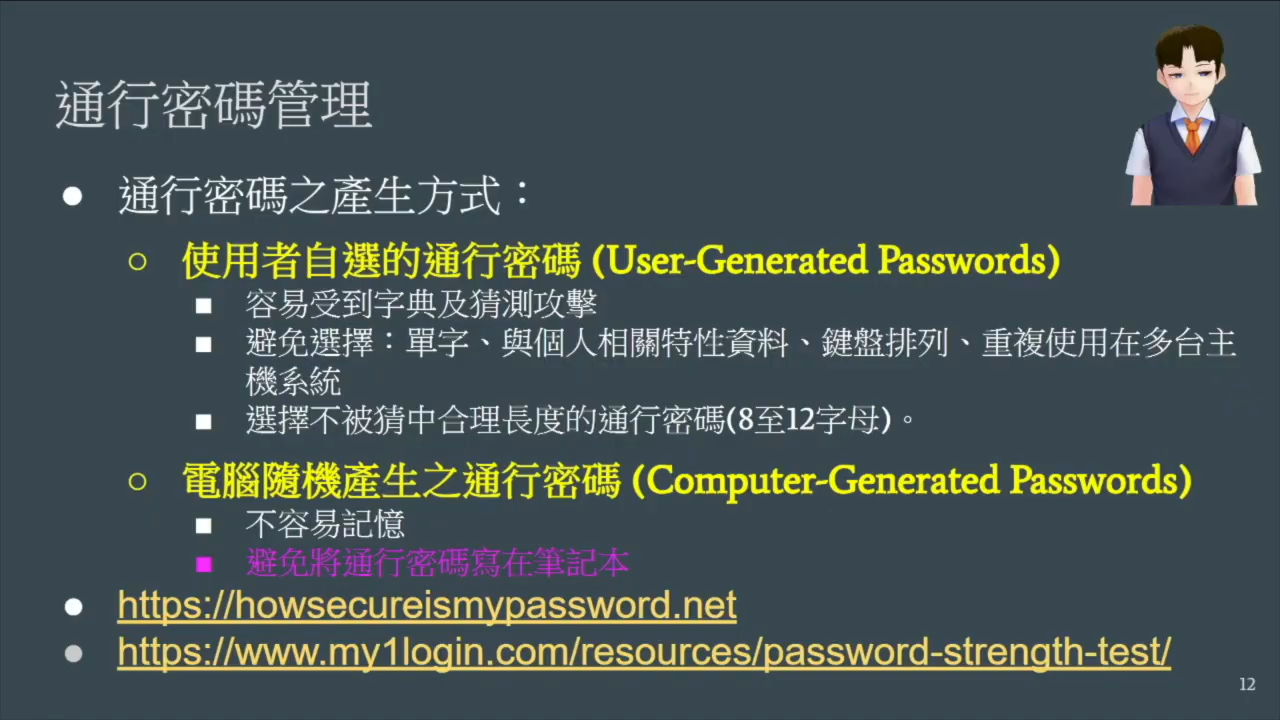 通行密碼管理
● 通行密碼之產生方式：
○ 使用者自選的通行密碼 (User-Generated Passwords)
■ 容易受到字典及猜測攻擊
■ 避免選擇：單字、與個人相關特性資料、鍵盤排列、重複使用在多台主
機系統
■ 選擇不被猜中合理長度的通行密碼(8至12字母)。
○ 電腦隨機產生之通行密碼 (Computer-Generated Passwords)
■ 不容易記憶
■ 避免將通行密碼寫在筆記本
● https://howsecureismypassword.net
● https://www.my1login.com/resources/password-strength-test/
12